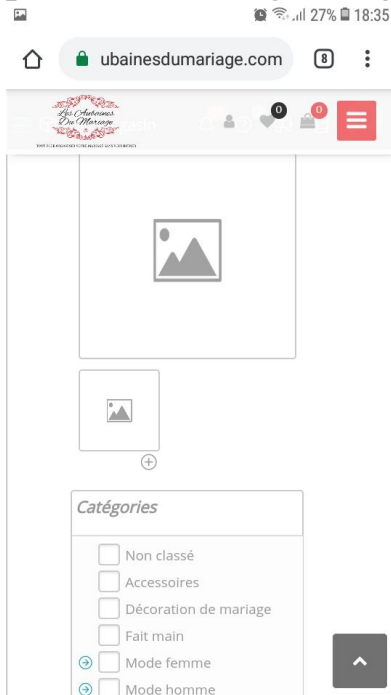 27% 18:35
ubainesdumariage.com 8
Les Aubaines
Du Mariage
0 0
Catégories
Non classé
Accessoires
Décoration de mariage
Fait main
Mode femme
Mode homme